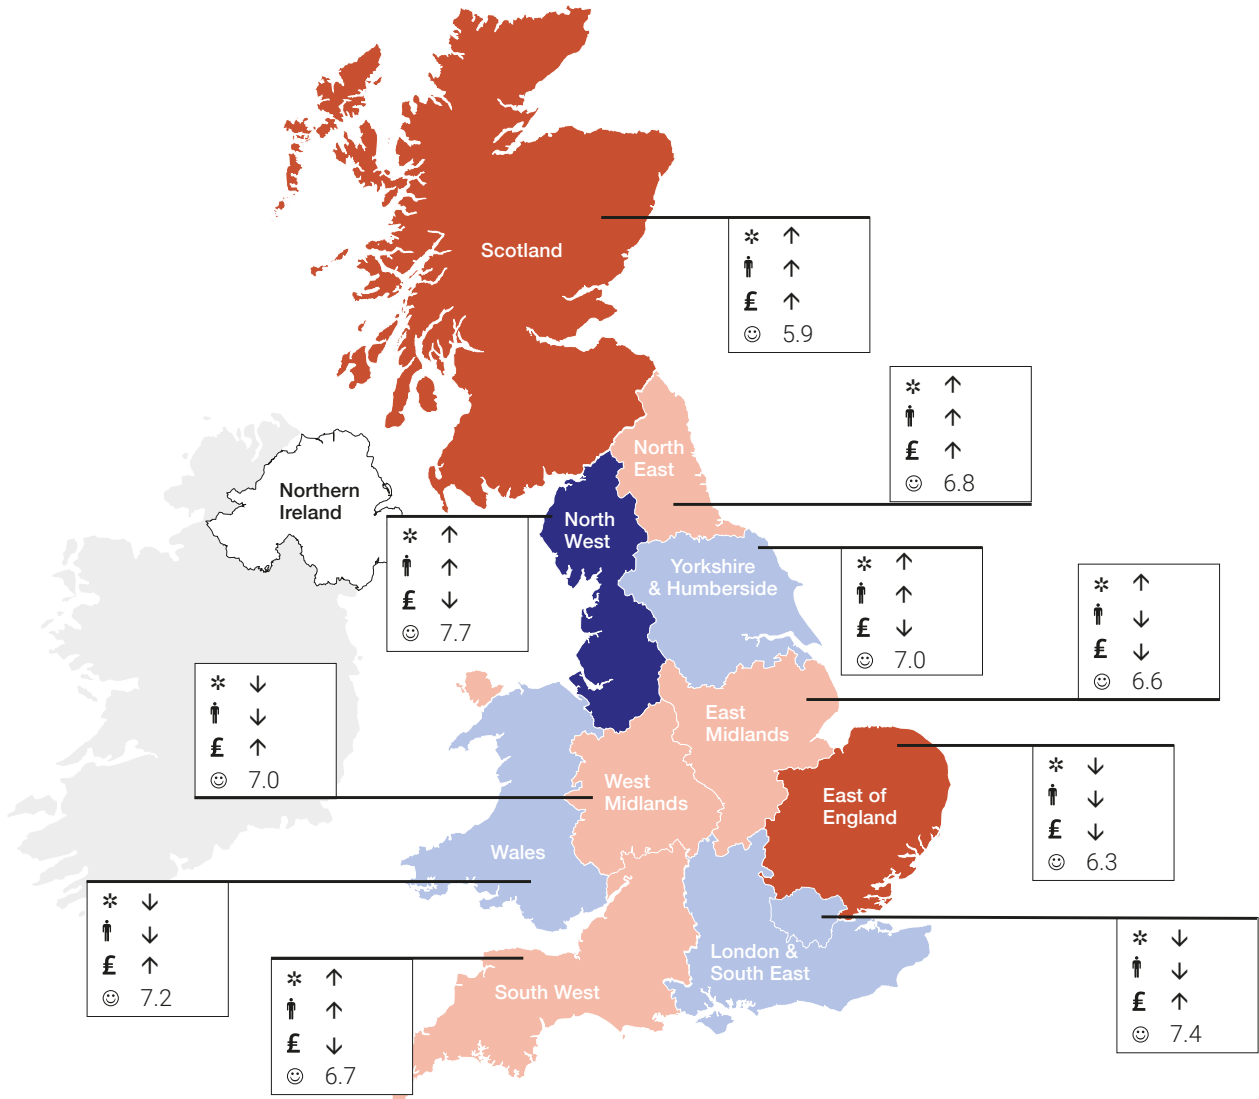 Scotland
✲ ↑
↑
£ ↑
☺ 5.9
✲ ↑
↑
£ ↑
☺ 6.8
North
East
Northern
Ireland
North
West
✲ ↑
↑
£ ↓
☺ 7.7
Yorkshire
& Humberside
✲ ↑
↑
£ ↓
☺ 7.0
✲ ↑
↓
£ ↓
☺ 6.6
✲ ↓
↓
£ ↑
☺ 7.0
East
Midlands
West
Midlands
East of
England
✲ ↓
↓
£ ↓
☺ 6.3
Wales
✲ ↓
↓
£ ↑
☺ 7.2
London &
South East
✲ ↓
↓
£ ↑
☺ 7.4
South West
✲ ↑
↑
£ ↓
☺ 6.7